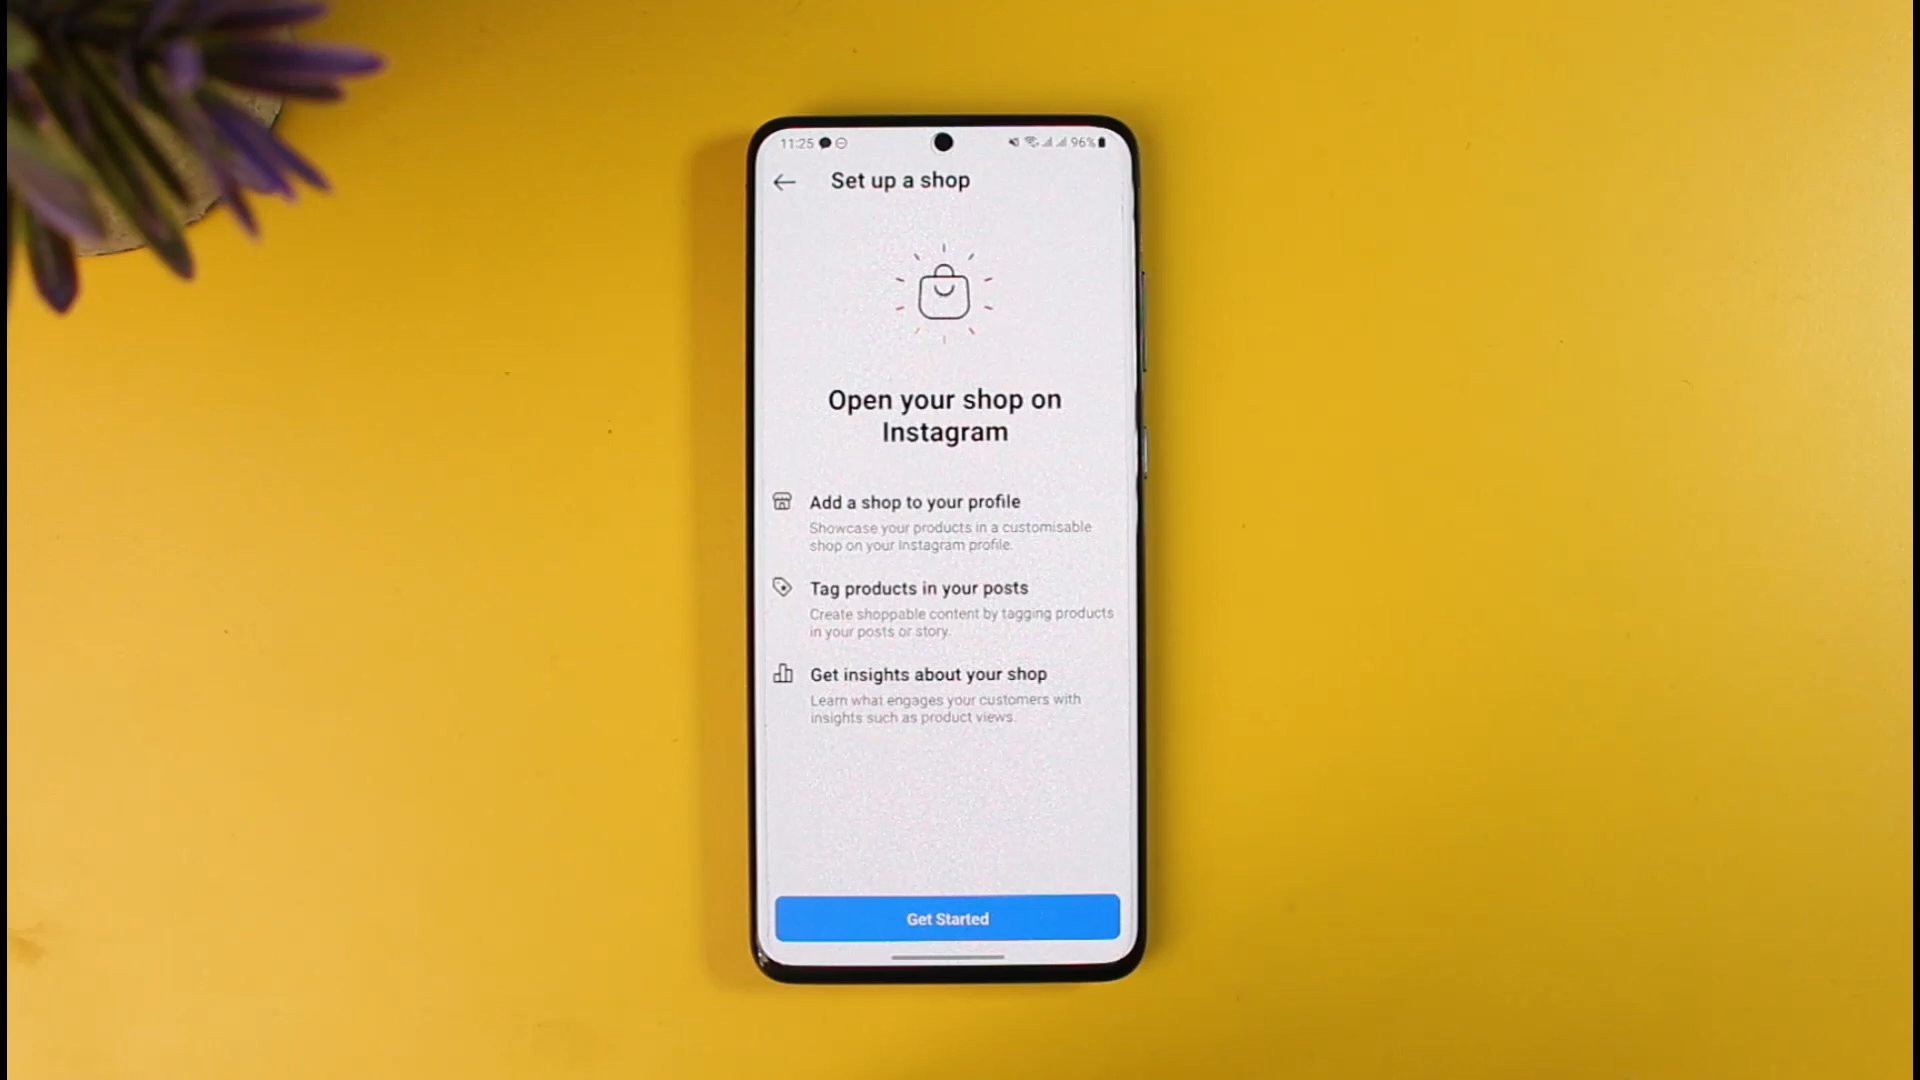 11:25 96%
Set up a shop
Open your shop on
Instagram
Add a shop to your profile
Showcase your products in a customisable
shop on your Instagram profile.
Tag products in your posts
Create shoppable content by tagging products
in your posts or story.
Get insights about your shop
Learn what engages your customers with
insights such as product views.
Get Started